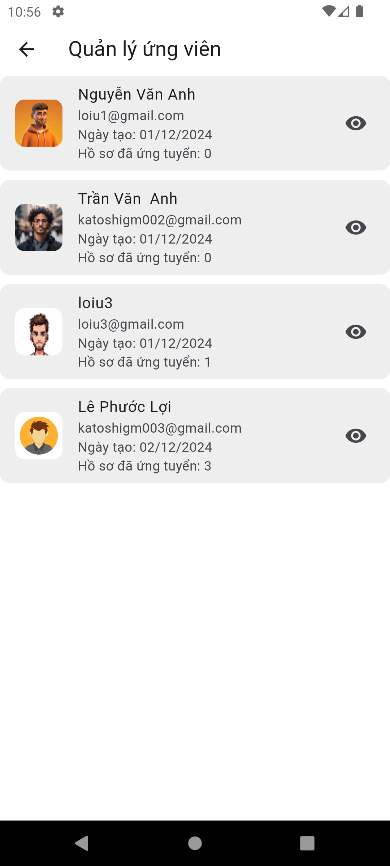 10:56
Quản lý ứng viên
Nguyễn Văn Anh
loiu1@gmail.com
Ngày tạo: 01/12/2024
Hồ sơ đã ứng tuyển: 0
Trần Văn  Anh
katoshigm002@gmail.com
Ngày tạo: 01/12/2024
Hồ sơ đã ứng tuyển: 0
loiu3
loiu3@gmail.com
Ngày tạo: 01/12/2024
Hồ sơ đã ứng tuyển: 1
Lê Phước Lợi
katoshigm003@gmail.com
Ngày tạo: 02/12/2024
Hồ sơ đã ứng tuyển: 3